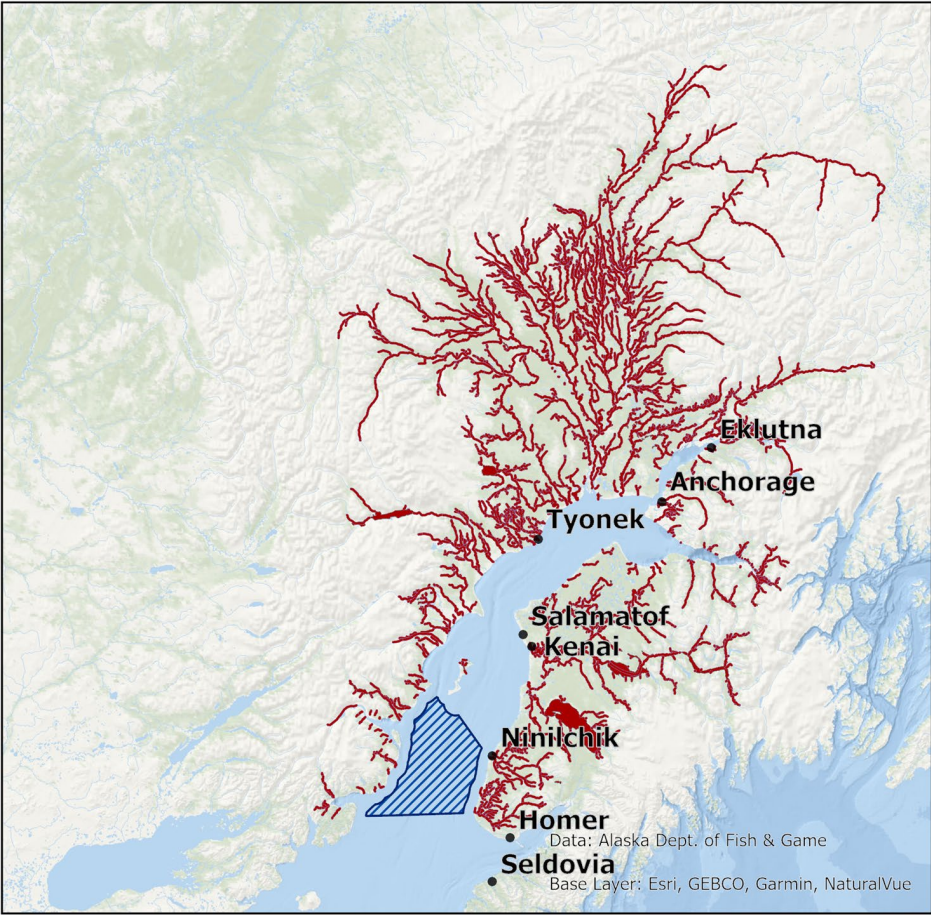 Eklutna
Anchorage
Tyonek
Salamatof
Kenai
Ninilchik
Homer
Data: Alaska Dept. of Fish & Game
Seldovia
Base Layer: Esri, GEBCO, Garmin, NaturalVue